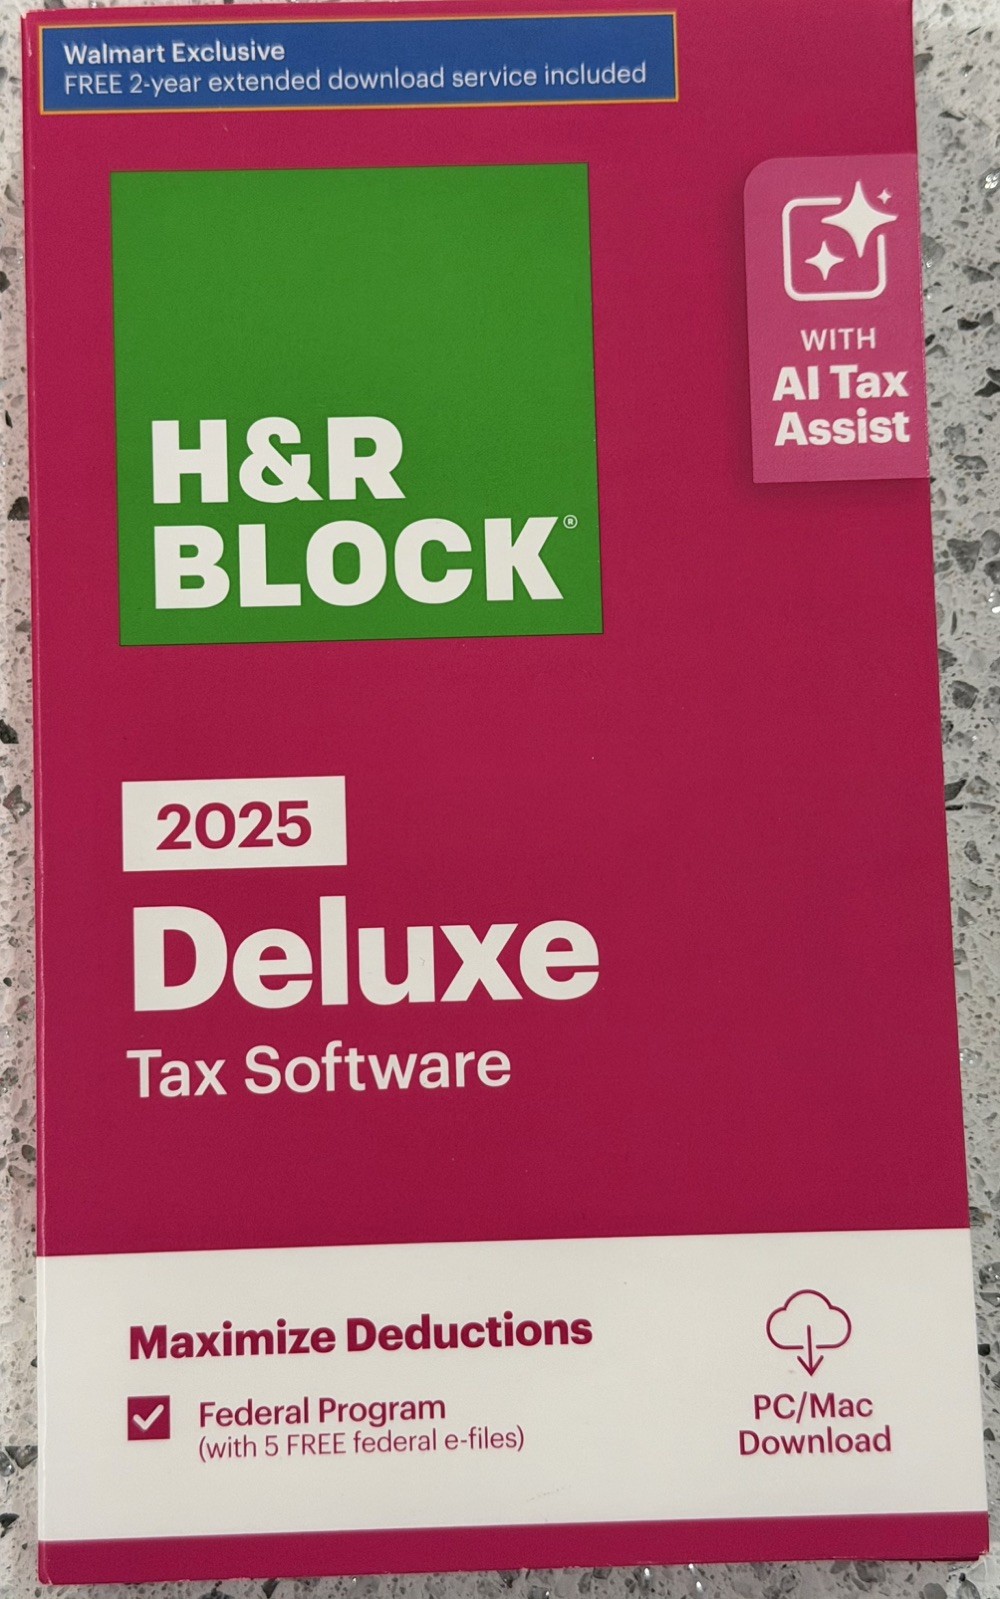 Walmart Exclusive
FREE 2-year extended download service included
WITH
AI Tax
Assist
H&R
BLOCK®
2025
Deluxe
Tax Software
Maximize Deductions
Federal Program
(with 5 FREE federal e-files)
PC/Mac
Download